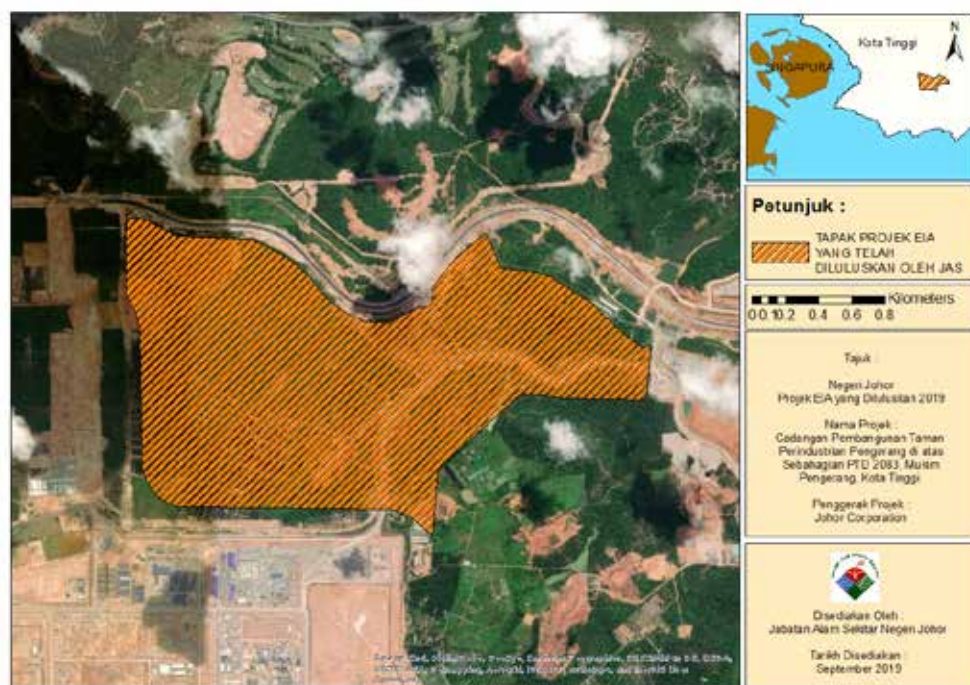 Kota Tinggi
N
Petunjuk :
TAPAK PROJEK EIA
YANG TELAH
DILULUSKAN OLEH JAS
Kilometers
0 0.1 0.2 0.4 0.6 0.8
Tajuk :
Negeri Johor
Projek EIA yang Diluluskan 2019
Nama Projek :
Cadangan Pembangunan Taman
Perindustrian Pengerang di atas
Sebahagian PTD 2083, Mukim
Pengerang, Kota Tinggi
Penggerak Projek :
Johor Corporation
Disediakan Oleh :
Jabatan Alam Sekitar Negeri Johor
Tarikh Disediakan :
September 2019